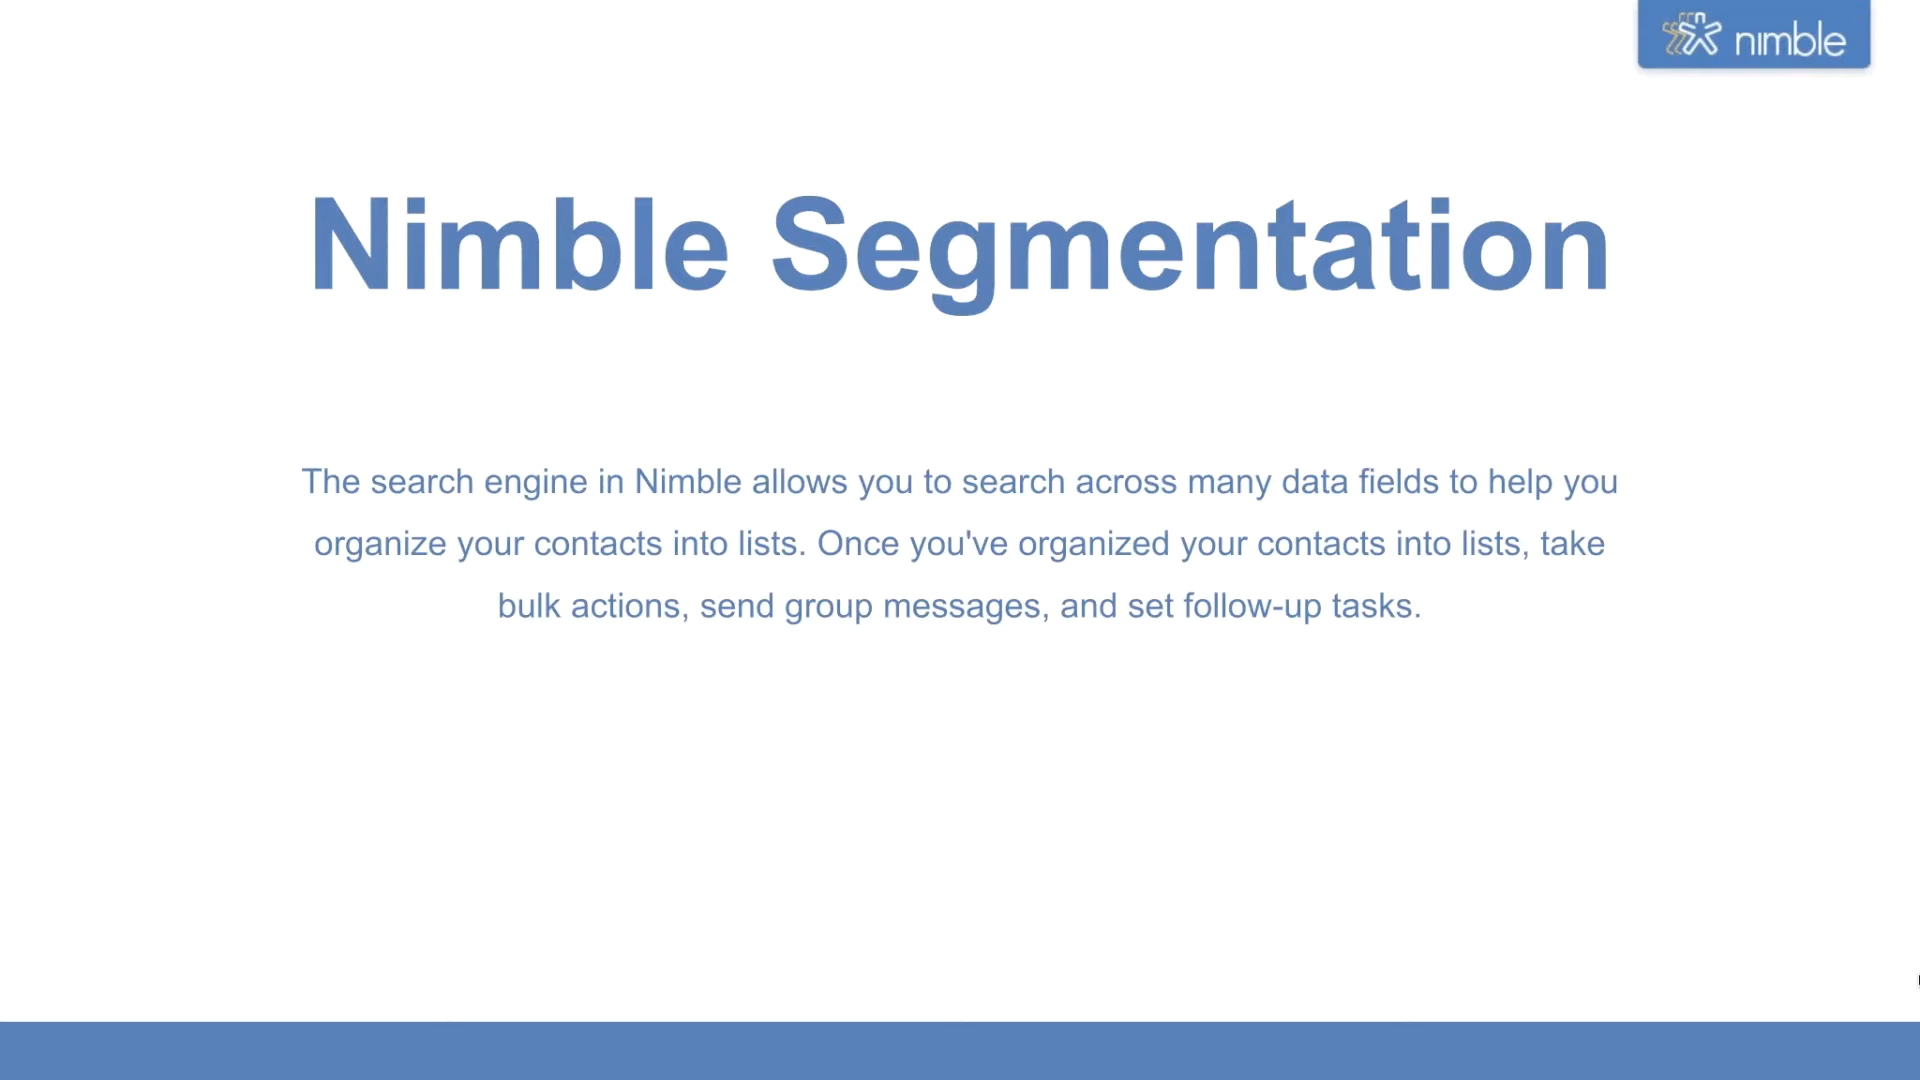 nimble
Nimble Segmentation
The search engine in Nimble allows you to search across many data fields to help you
organize your contacts into lists. Once you've organized your contacts into lists, take
bulk actions, send group messages, and set follow-up tasks.